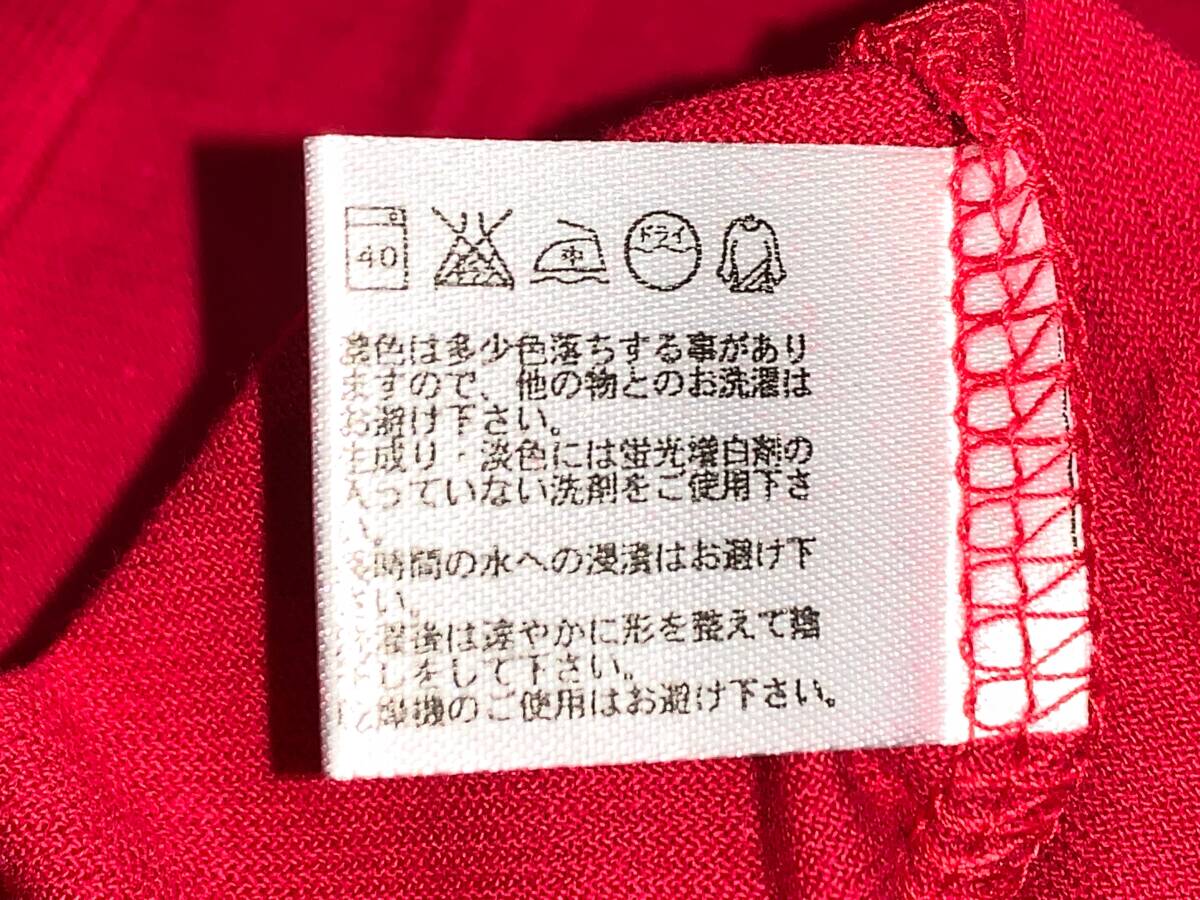 40 エンソ 中 ドライ
濃色は多少色落ちする事があり
ますので、他の物とのお洗濯は
お避け下さい。
生成り・淡色には蛍光増白剤の
入っていない洗剤をご使用下さ
い。
長時間の水への浸漬はお避け下
さい。
洗濯後は速やかに形を整えて陰
干しをして下さい。
乾燥機のご使用はお避け下さい。